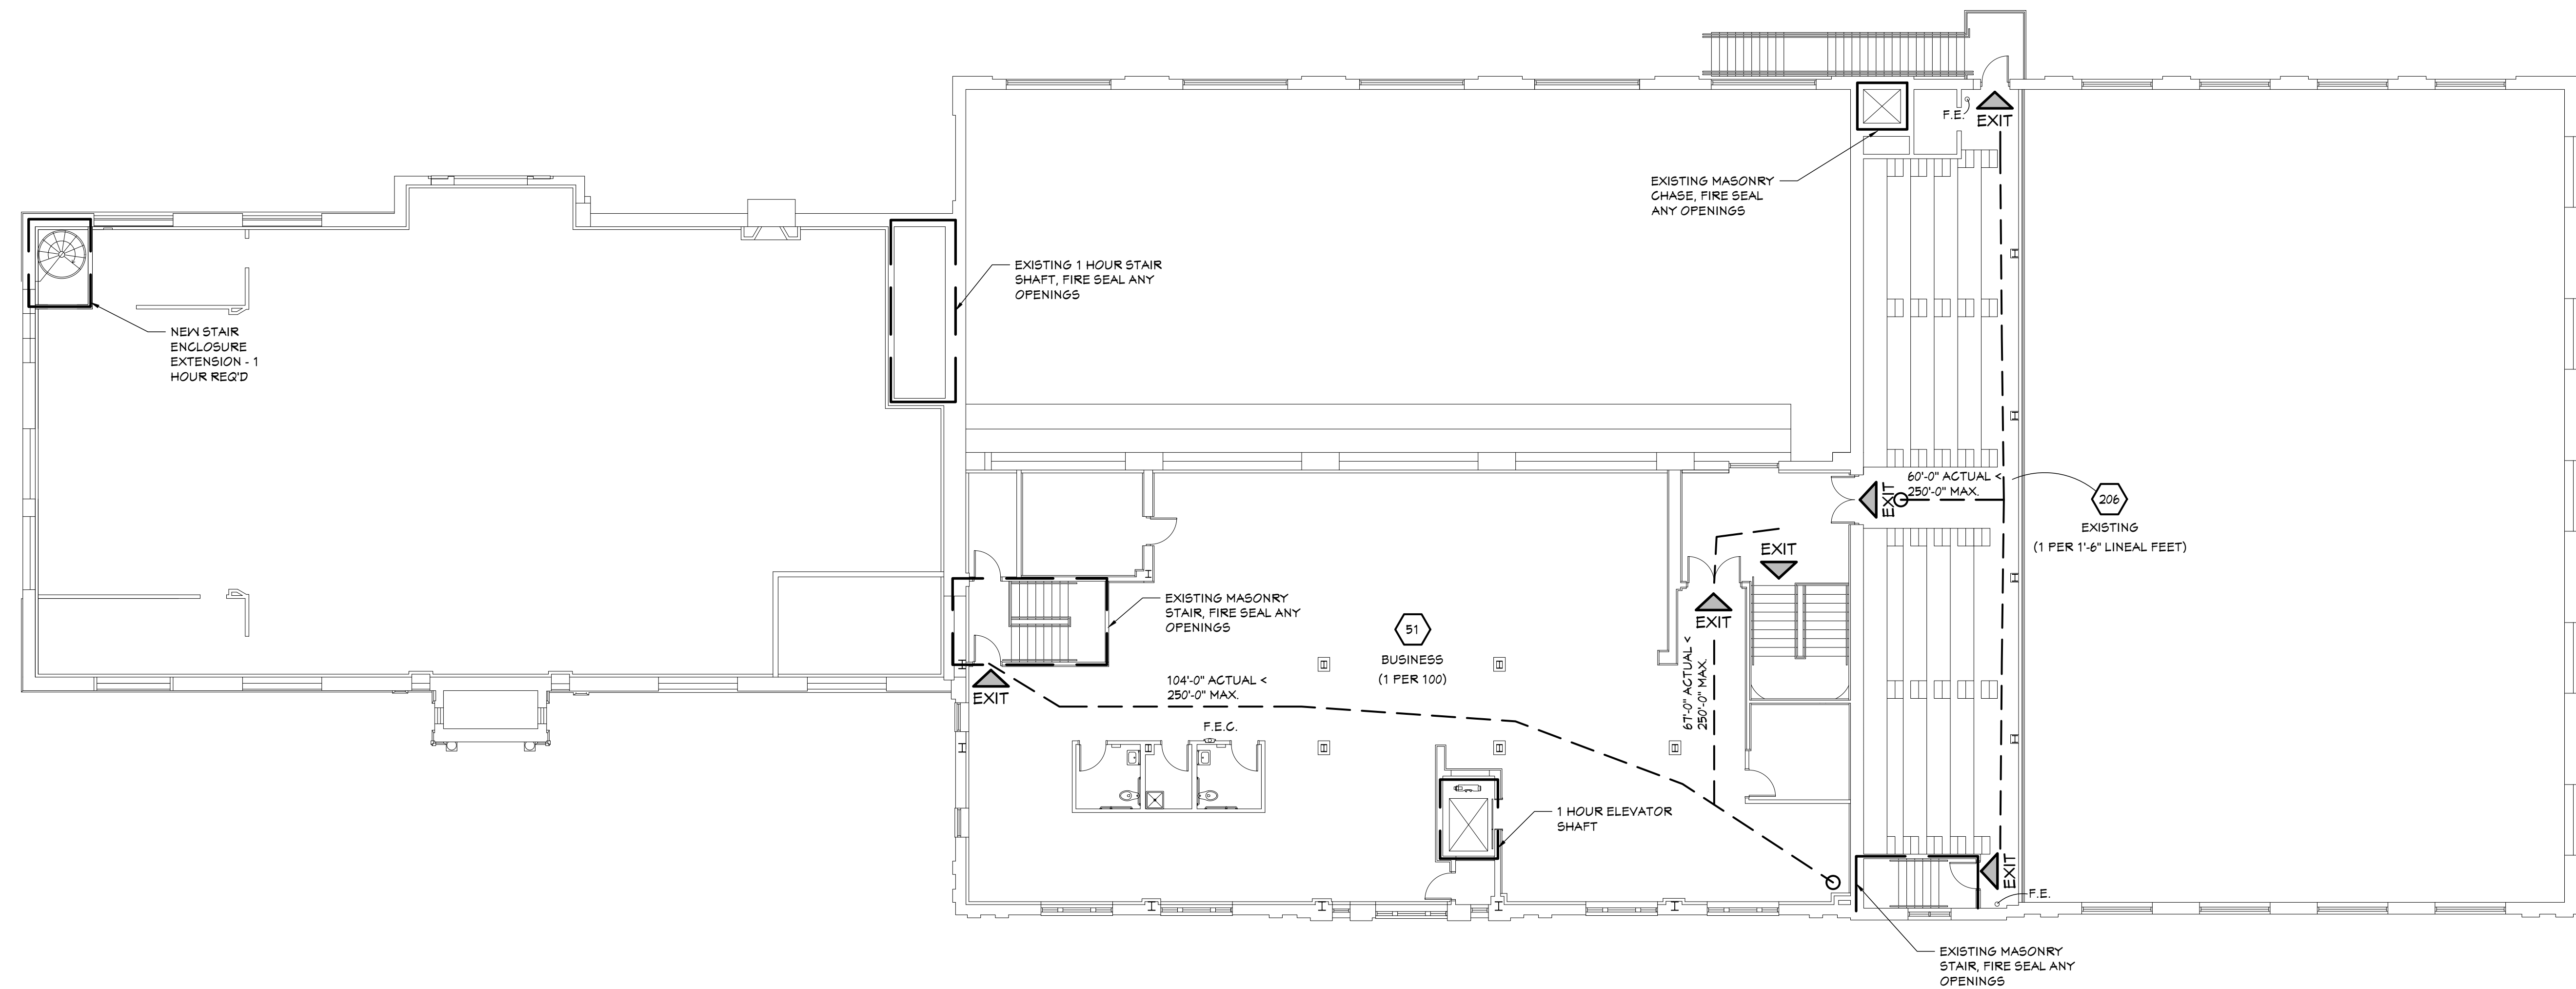 F.E.
EXIT
EXISTING MASONRY
CHASE, FIRE SEAL
ANY OPENINGS
EXISTING 1 HOUR STAIR
SHAFT, FIRE SEAL ANY
OPENINGS
NEW STAIR
ENCLOSURE
EXTENSION - 1
HOUR REQ'D
60'-0" ACTUAL <
250'-0" MAX.
EXIT
206
EXISTING
(1 PER 1'-6" LINEAL FEET)
EXIT
EXISTING MASONRY
STAIR, FIRE SEAL ANY
OPENINGS
EXIT
51
BUSINESS
(1 PER 100)
67'-0" ACTUAL <
250'-0" MAX.
104'-0" ACTUAL <
250'-0" MAX.
EXIT
F.E.C.
1 HOUR ELEVATOR
SHAFT
EXIT
F.E.
EXISTING MASONRY
STAIR, FIRE SEAL ANY
OPENINGS